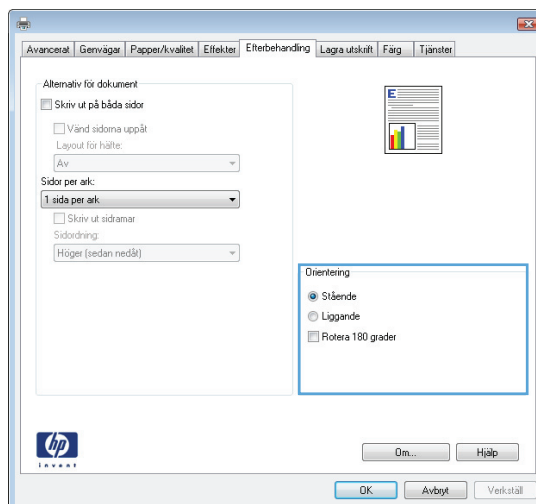 Avancerat Genvägar Papper/kvalitet Effekter Efterbehandling Lagra utskrift Färg Tjänster
Alternativ för dokument
Skriv ut på båda sidor
Vänd sidorna uppåt
Layout för häfte:
Av
Sidor per ark:
1 sida per ark
Skriv ut sidramar
Sidordning:
Höger (sedan nedåt)
E
Orientering
Stående
Liggande
Rotera 180 grader
hp
invent
Om... Hjälp
OK Avbryt Verkställ